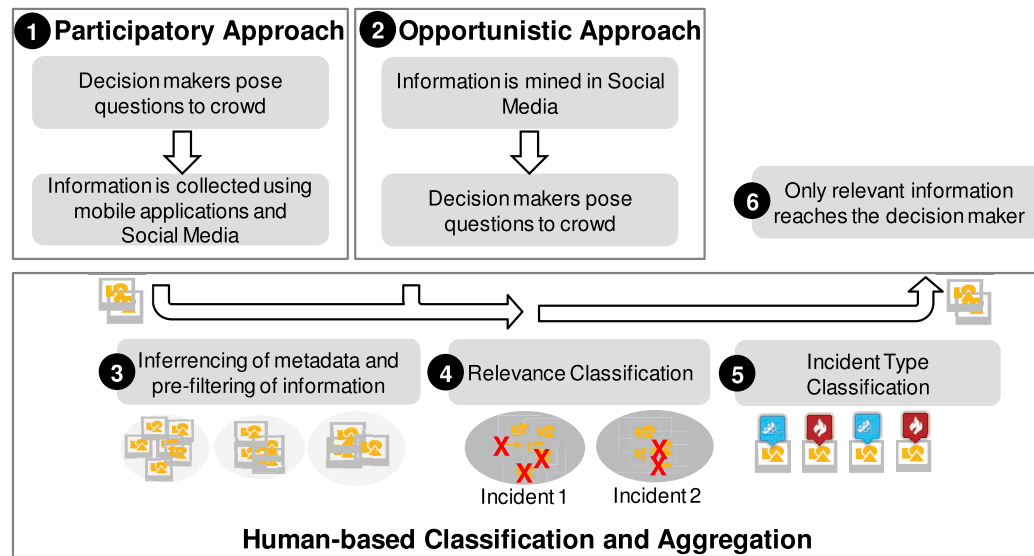 1 Participatory Approach
Decision makers pose
questions to crowd
Information is collected using
mobile applications and
Social Media
2 Opportunistic Approach
Information is mined in Social
Media
Decision makers pose
questions to crowd
6 Only relevant information
reaches the decision maker
3 Inferrencing of metadata and
pre-filtering of information
4 Relevance Classification
5 Incident Type
Classification
X X X
X X
Incident 1
Incident 2
Human-based Classification and Aggregation